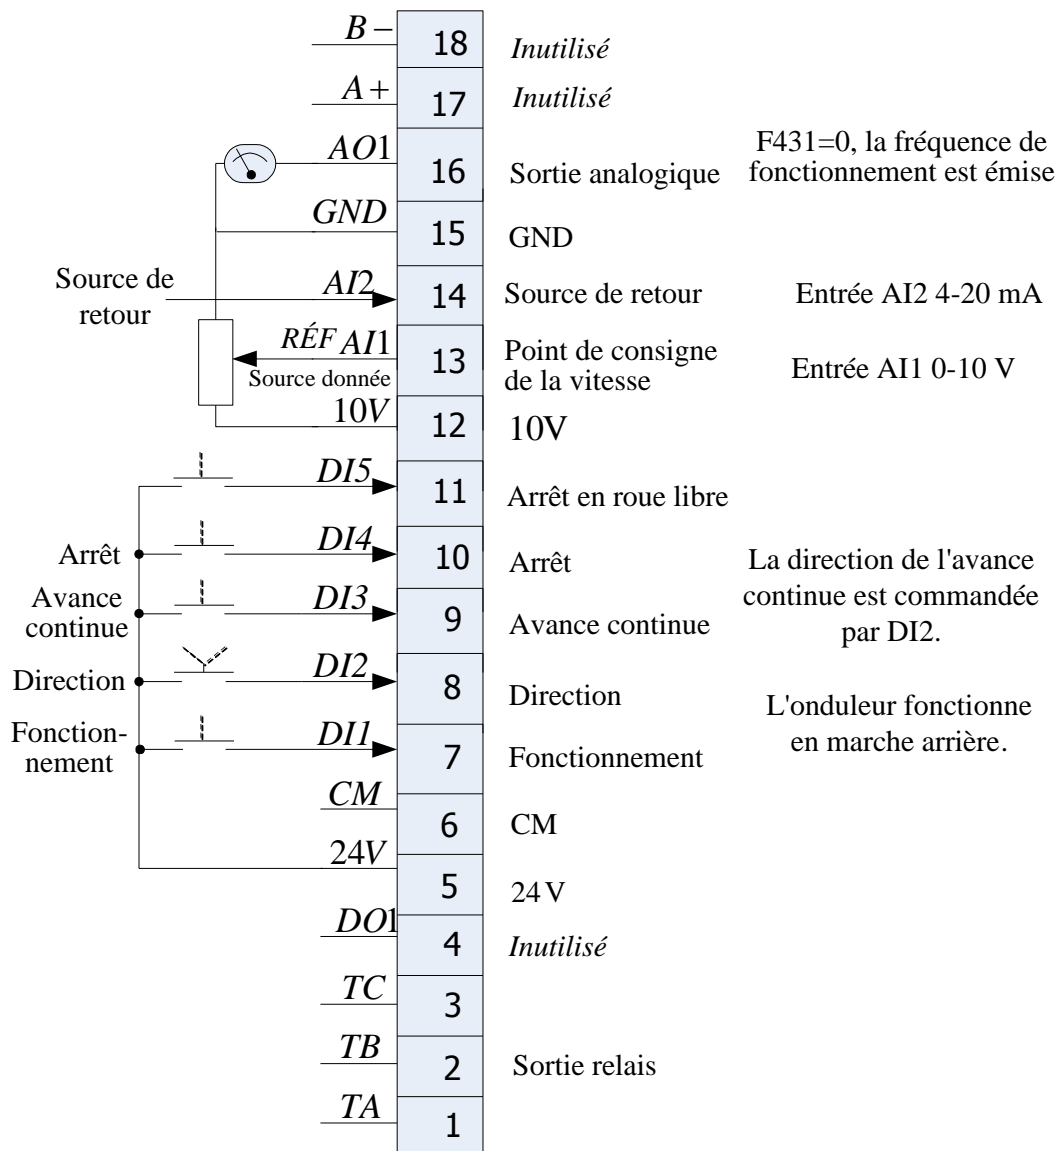 B − 18 Inutilisé
A + 17 Inutilisé
AO1 16 Sortie analogique
F431=0, la fréquence de
fonctionnement est émise
GND 15 GND
Source de
retour
AI2 14 Source de retour Entrée AI2 4-20 mA
RÉF AI1 13 Point de consigne
de la vitesse
Entrée AI1 0-10 V
Source donnée
10V 12 10V
DI5 11 Arrêt en roue libre
Arrêt DI4 10 Arrêt
La direction de l'avance
continue est commandée
par DI2.
Avance
continue
DI3 9 Avance continue
Direction DI2 8 Direction
L'onduleur fonctionne
en marche arrière.
Fonction-
nement
DI1 7 Fonctionnement
CM 6 CM
24V 5 24 V
DO1 4 Inutilisé
TC 3
TB 2 Sortie relais
TA 1